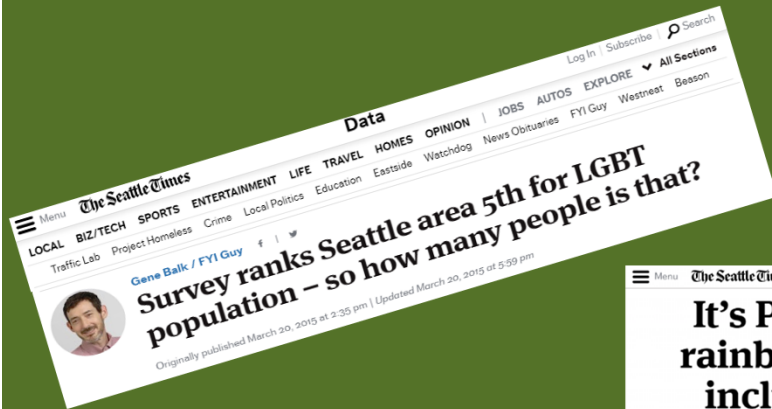 Log In | Subscribe | Search
Data
Menu The Seattle Times
LOCAL BIZ/TECH SPORTS ENTERTAINMENT LIFE TRAVEL HOMES OPINION | JOBS AUTOS EXPLORE All Sections
Traffic Lab Project Homeless Crime Local Politics Education Eastside Watchdog News Obituaries FYI Guy Westneat Beason
Gene Balk / FYI Guy
Survey ranks Seattle area 5th for LGBT
population – so how many people is that?
Originally published March 20, 2015 at 2:35 pm | Updated March 20, 2015 at 5:59 pm
Menu The Seattle Ti
It's P
rainb
incl